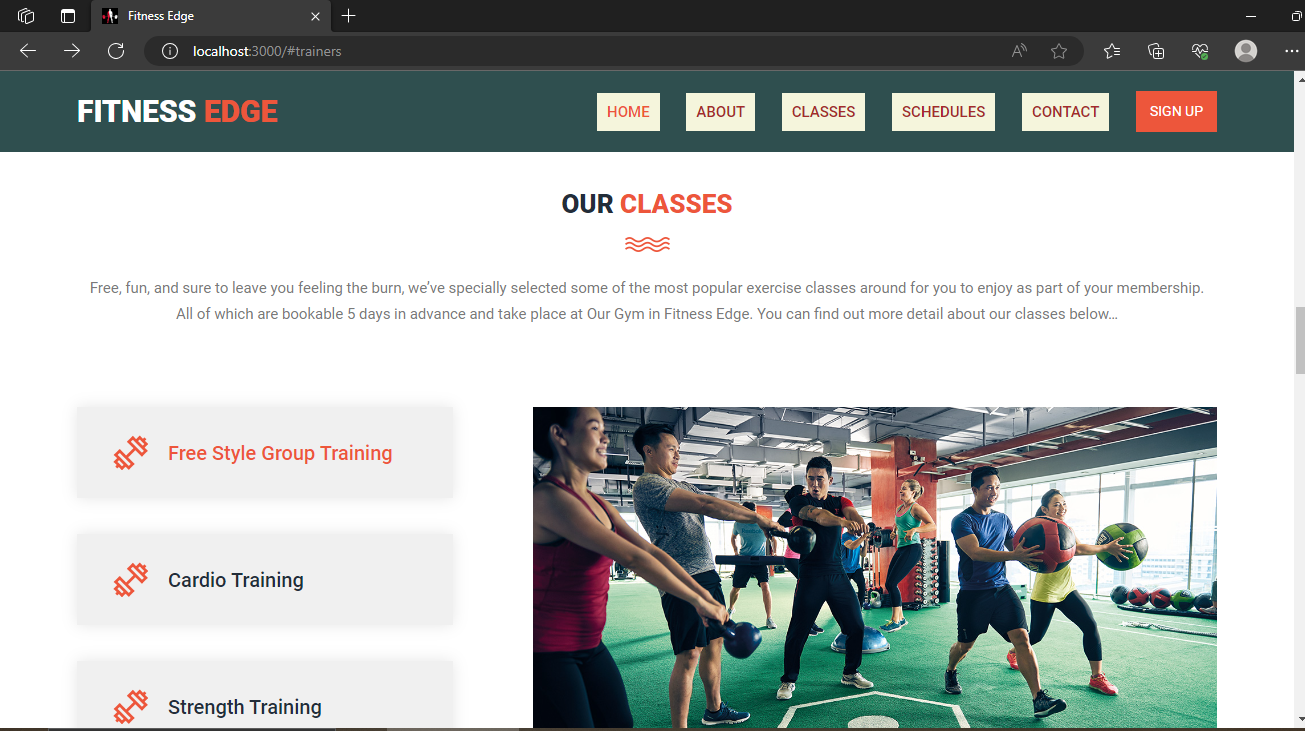 Fitness Edge
localhost:3000/#trainers
FITNESS EDGE
HOME
ABOUT
CLASSES
SCHEDULES
CONTACT
SIGN UP
OUR CLASSES
Free, fun, and sure to leave you feeling the burn, we’ve specially selected some of the most popular exercise classes around for you to enjoy as part of your membership.
All of which are bookable 5 days in advance and take place at Our Gym in Fitness Edge. You can find out more detail about our classes below…
Free Style Group Training
Cardio Training
Strength Training